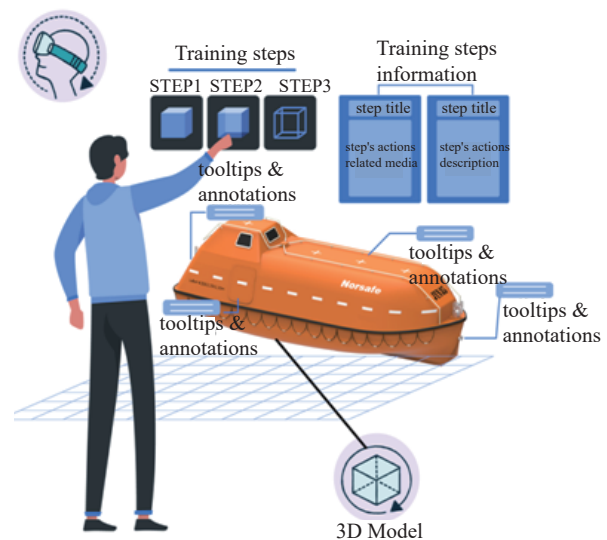 Training steps
STEP1 STEP2 STEP3
Training steps
information
step title
step's actions
related media
step title
step's actions
description
tooltips &
annotations
tooltips &
annotations
Norsafe
tooltips &
annotations
tooltips &
annotations
3D Model